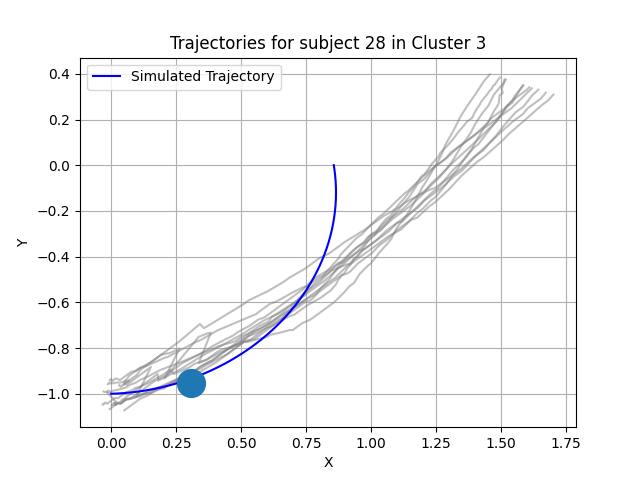 Trajectories for subject 28 in Cluster 3
Simulated Trajectory
Y
0.4
0.2
0.0
−0.2
−0.4
−0.6
−0.8
−1.0
0.00 0.25 0.50 0.75 1.00 1.25 1.50 1.75
X